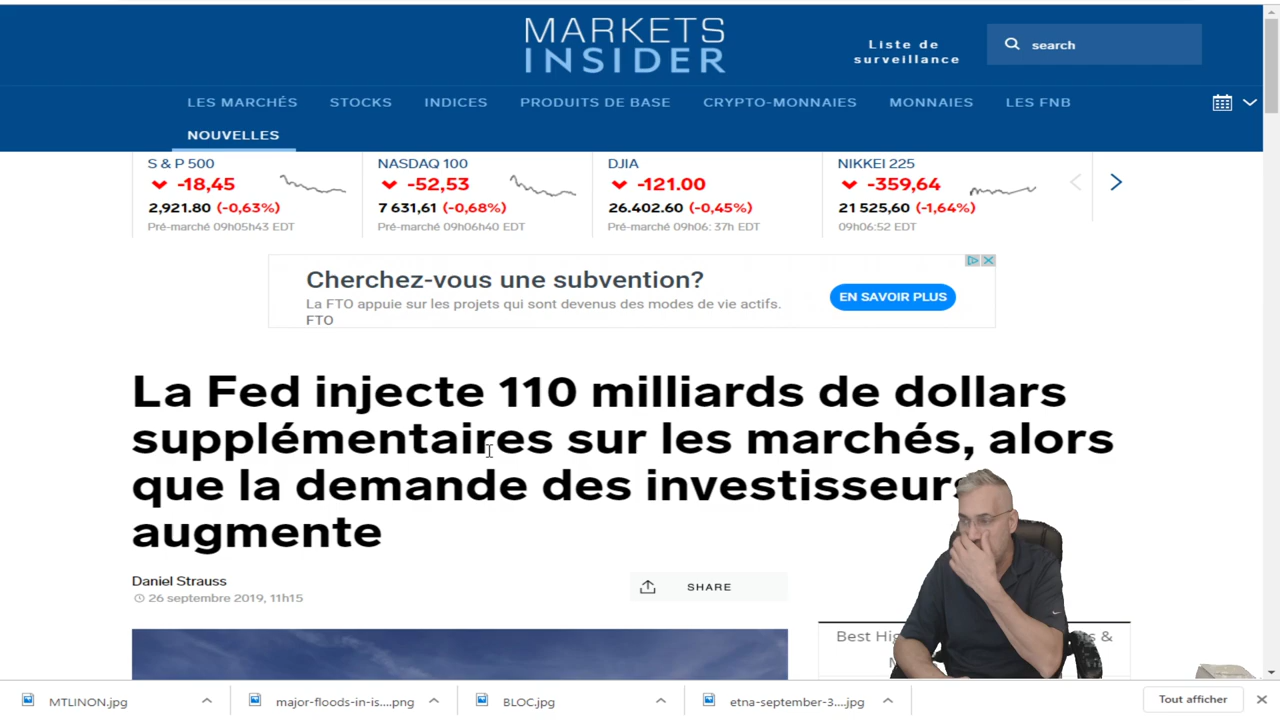 MARKETS
INSIDER
Liste de
surveillance
search
LES MARCHÉS STOCKS INDICES PRODUITS DE BASE CRYPTO-MONNAIES MONNAIES LES FNB
NOUVELLES
S & P 500 NASDAQ 100 DJIA NIKKEI 225
-18,45 -52,53 -121.00 -359,64
2,921.80 (-0,63%) 7 631,61 (-0,68%) 26.402.60 (-0,45%) 21 525,60 (-1,64%)
Pré-marché 09h05h43 EDT Pré-marché 09h06h40 EDT Pré-marché 09h06: 37h EDT 09h06:52 EDT
Cherchez-vous une subvention?
La FTO appuie sur les projets qui sont devenus des modes de vie actifs.
FTO
EN SAVOIR PLUS
La Fed injecte 110 milliards de dollars
supplémentaires sur les marchés, alors
que la demande des investisseurs
augmente
Daniel Strauss
26 septembre 2019, 11h15
SHARE
Best &
MTLINON.jpg major-floods-in-is....png BLOC.jpg etna-september-3....jpg Tout afficher